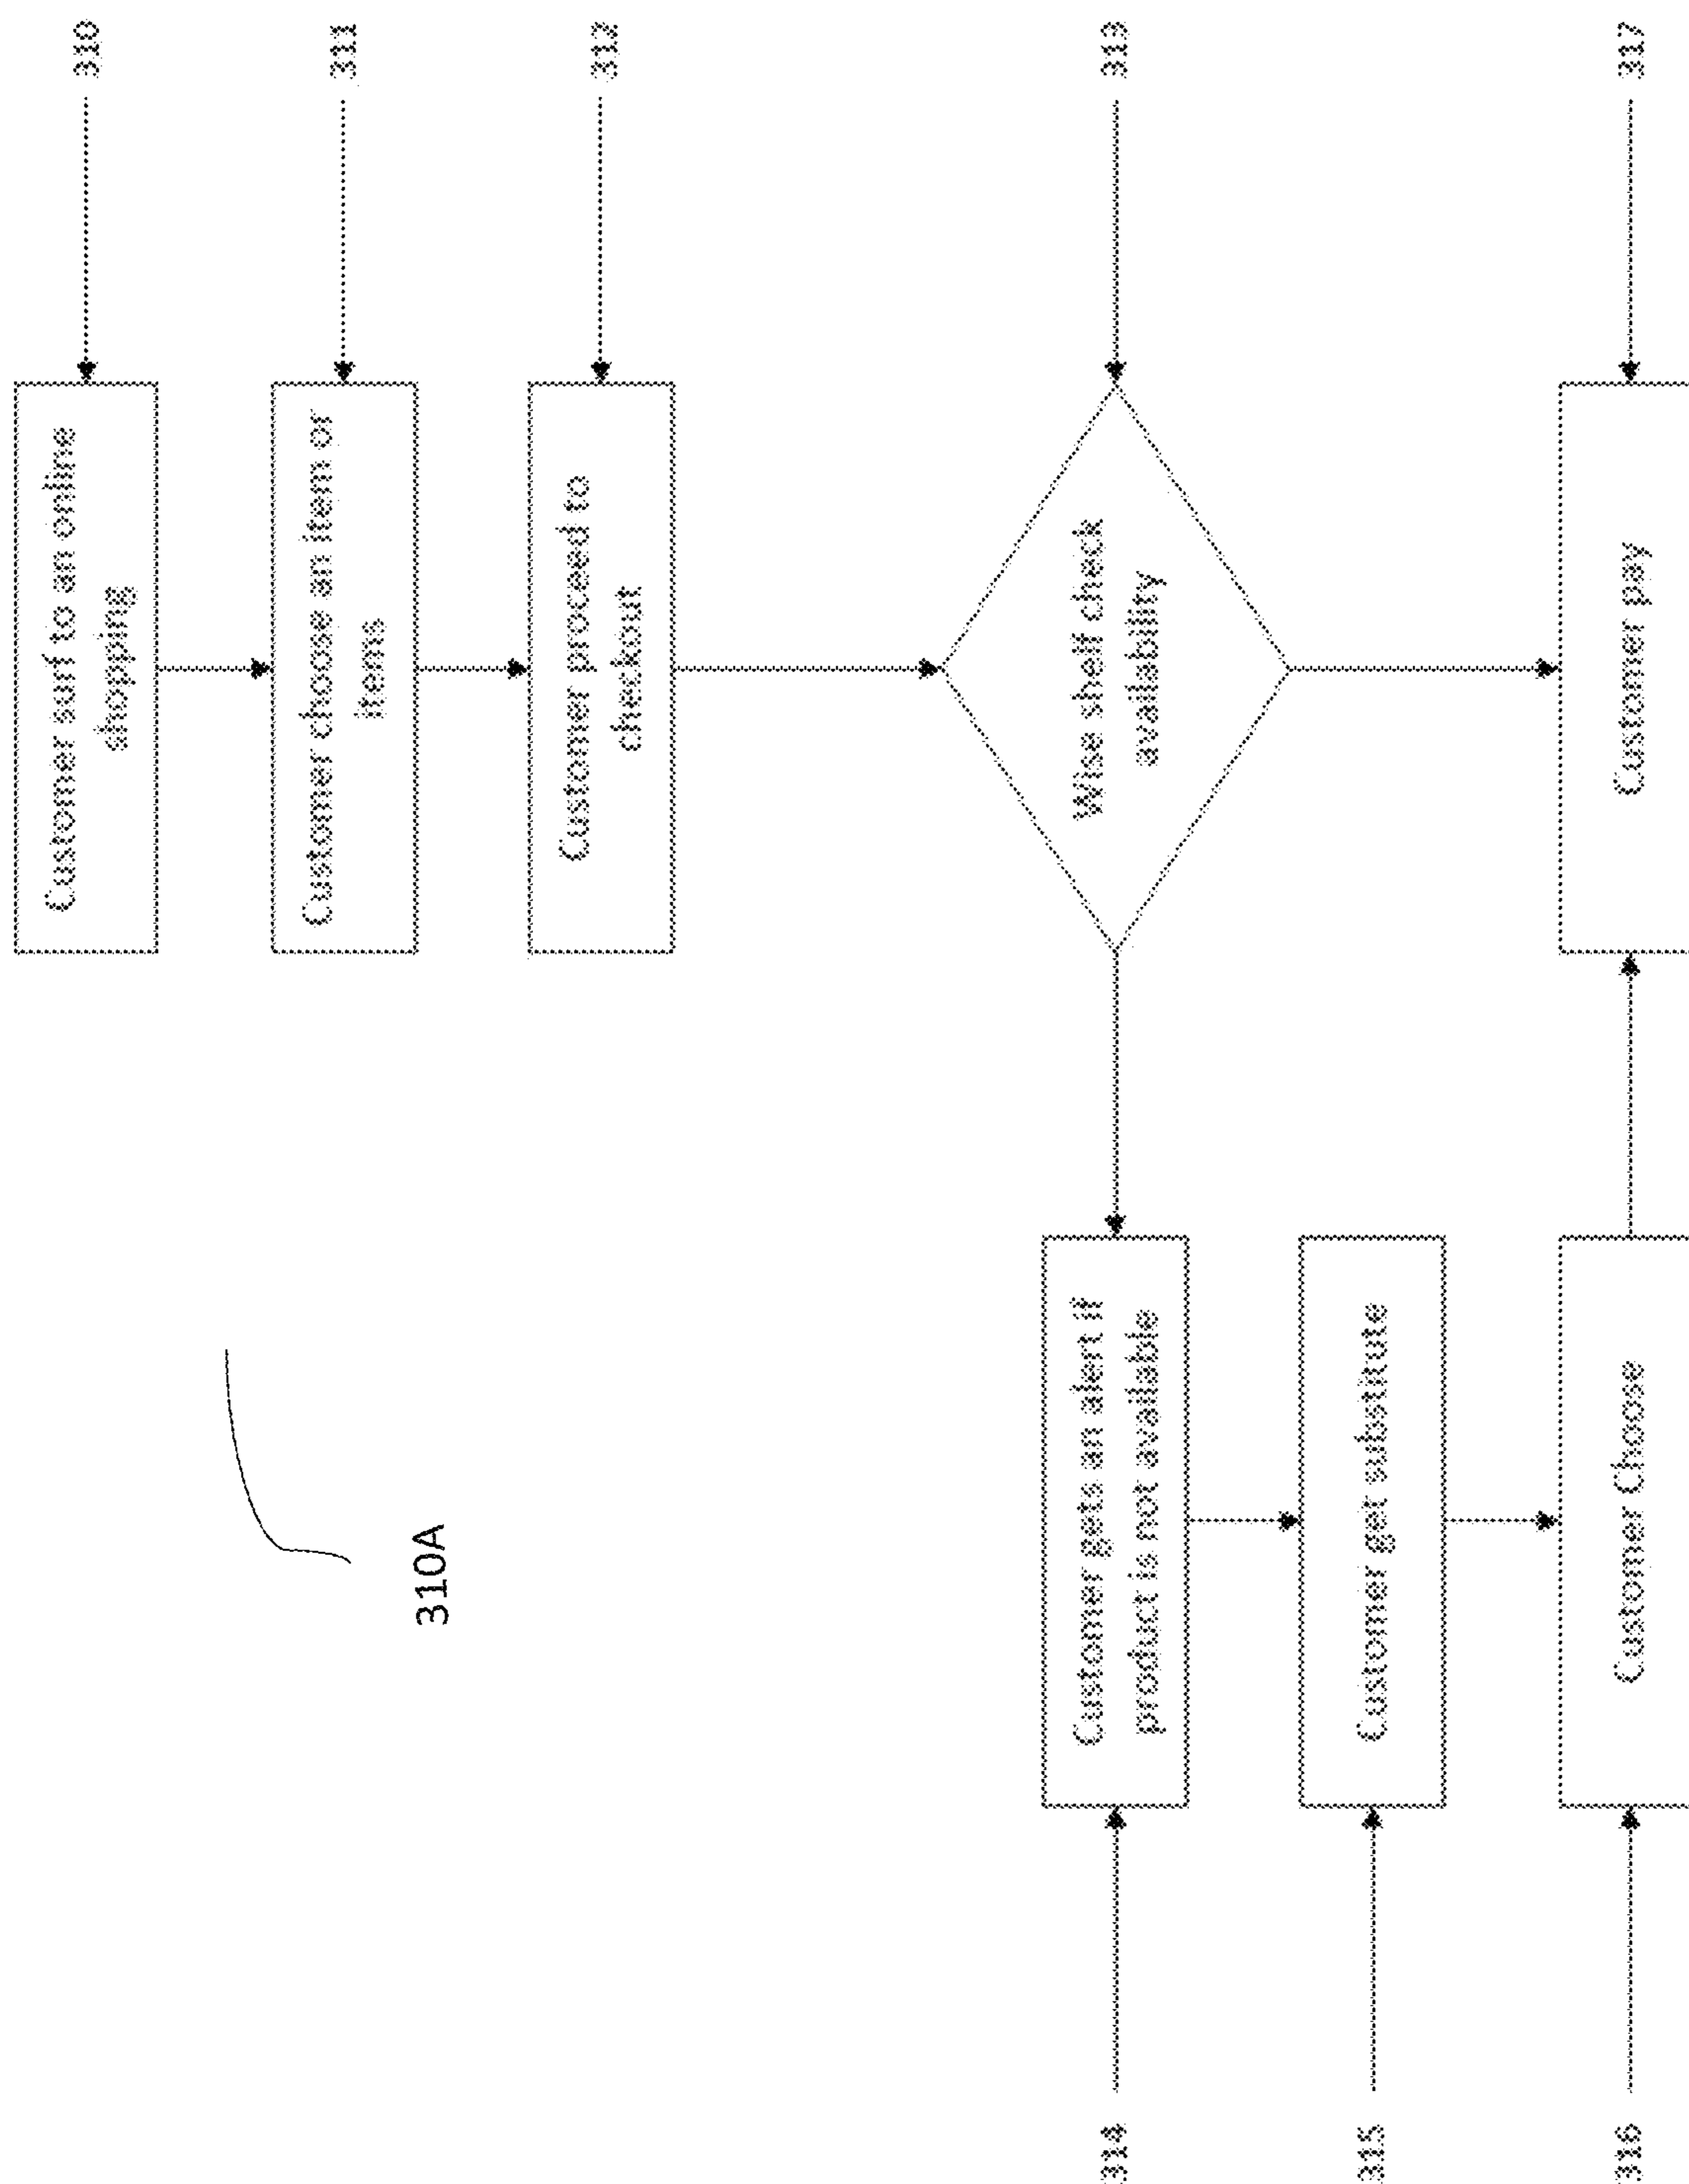 310
Customer surf to an online
shopping
311
Customer choose an item or
items
312
Customer proceed to
checkout
310A
313
Wise shelf check
availability
314
Customer gets an alert if
product is not available
315
Customer get substitute
316
Customer Choose
317
Customer pay